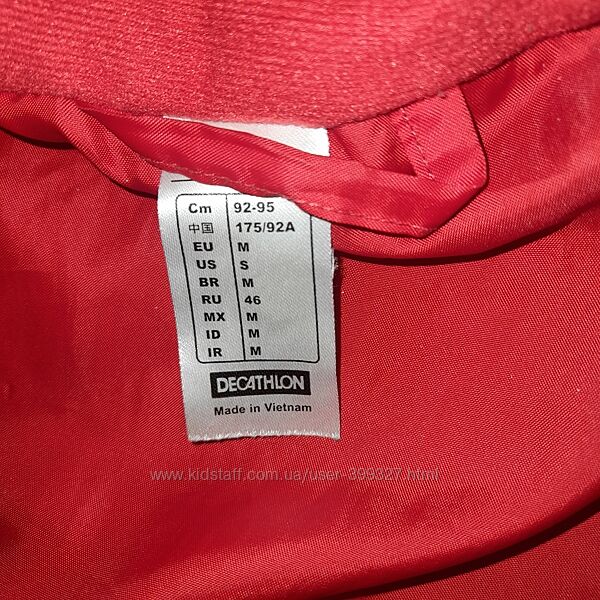 Cm 92-95
中国 175/92A
EU M
US S
BR M
RU 46
MX M
ID M
IR M
DECATHLON
Made in Vietnam
www.kidstaff.com.ua/user-399327.html